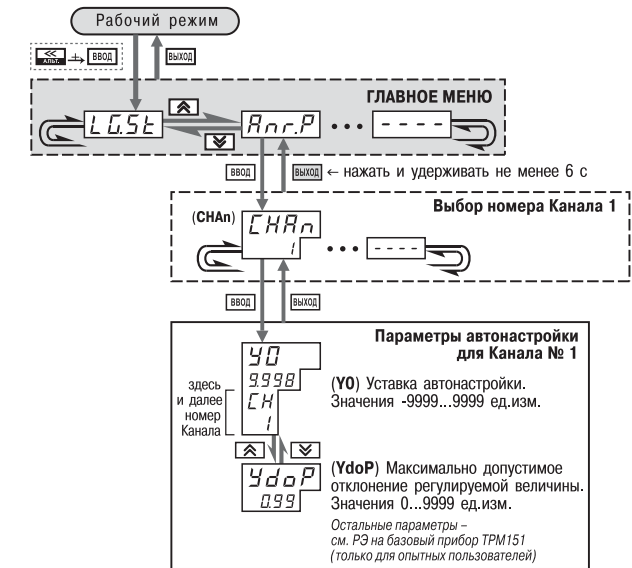 Рабочий режим
≪ АЛЬТ. + ВВОД ВЫХОД
ГЛАВНОЕ МЕНЮ
LG.St Anr.P • • • - - - -
ВВОД ВЫХОД ← нажать и удерживать не менее 6 с
Выбор номера Канала 1
(CHAn) CHAn
1 • • • - - - -
ВВОД ВЫХОД
Параметры автонастройки
для Канала № 1
Y0
9.998
CH
1
здесь
и далее
номер
Канала
(Y0) Уставка автонастройки.
Значения -9999...9999 ед.изм.
YdoP
0.99
(YdoP) Максимально допустимое
отклонение регулируемой величины.
Значения 0...9999 ед.изм.
Остальные параметры –
см. РЭ на базовый прибор ТРМ151
(только для опытных пользователей)